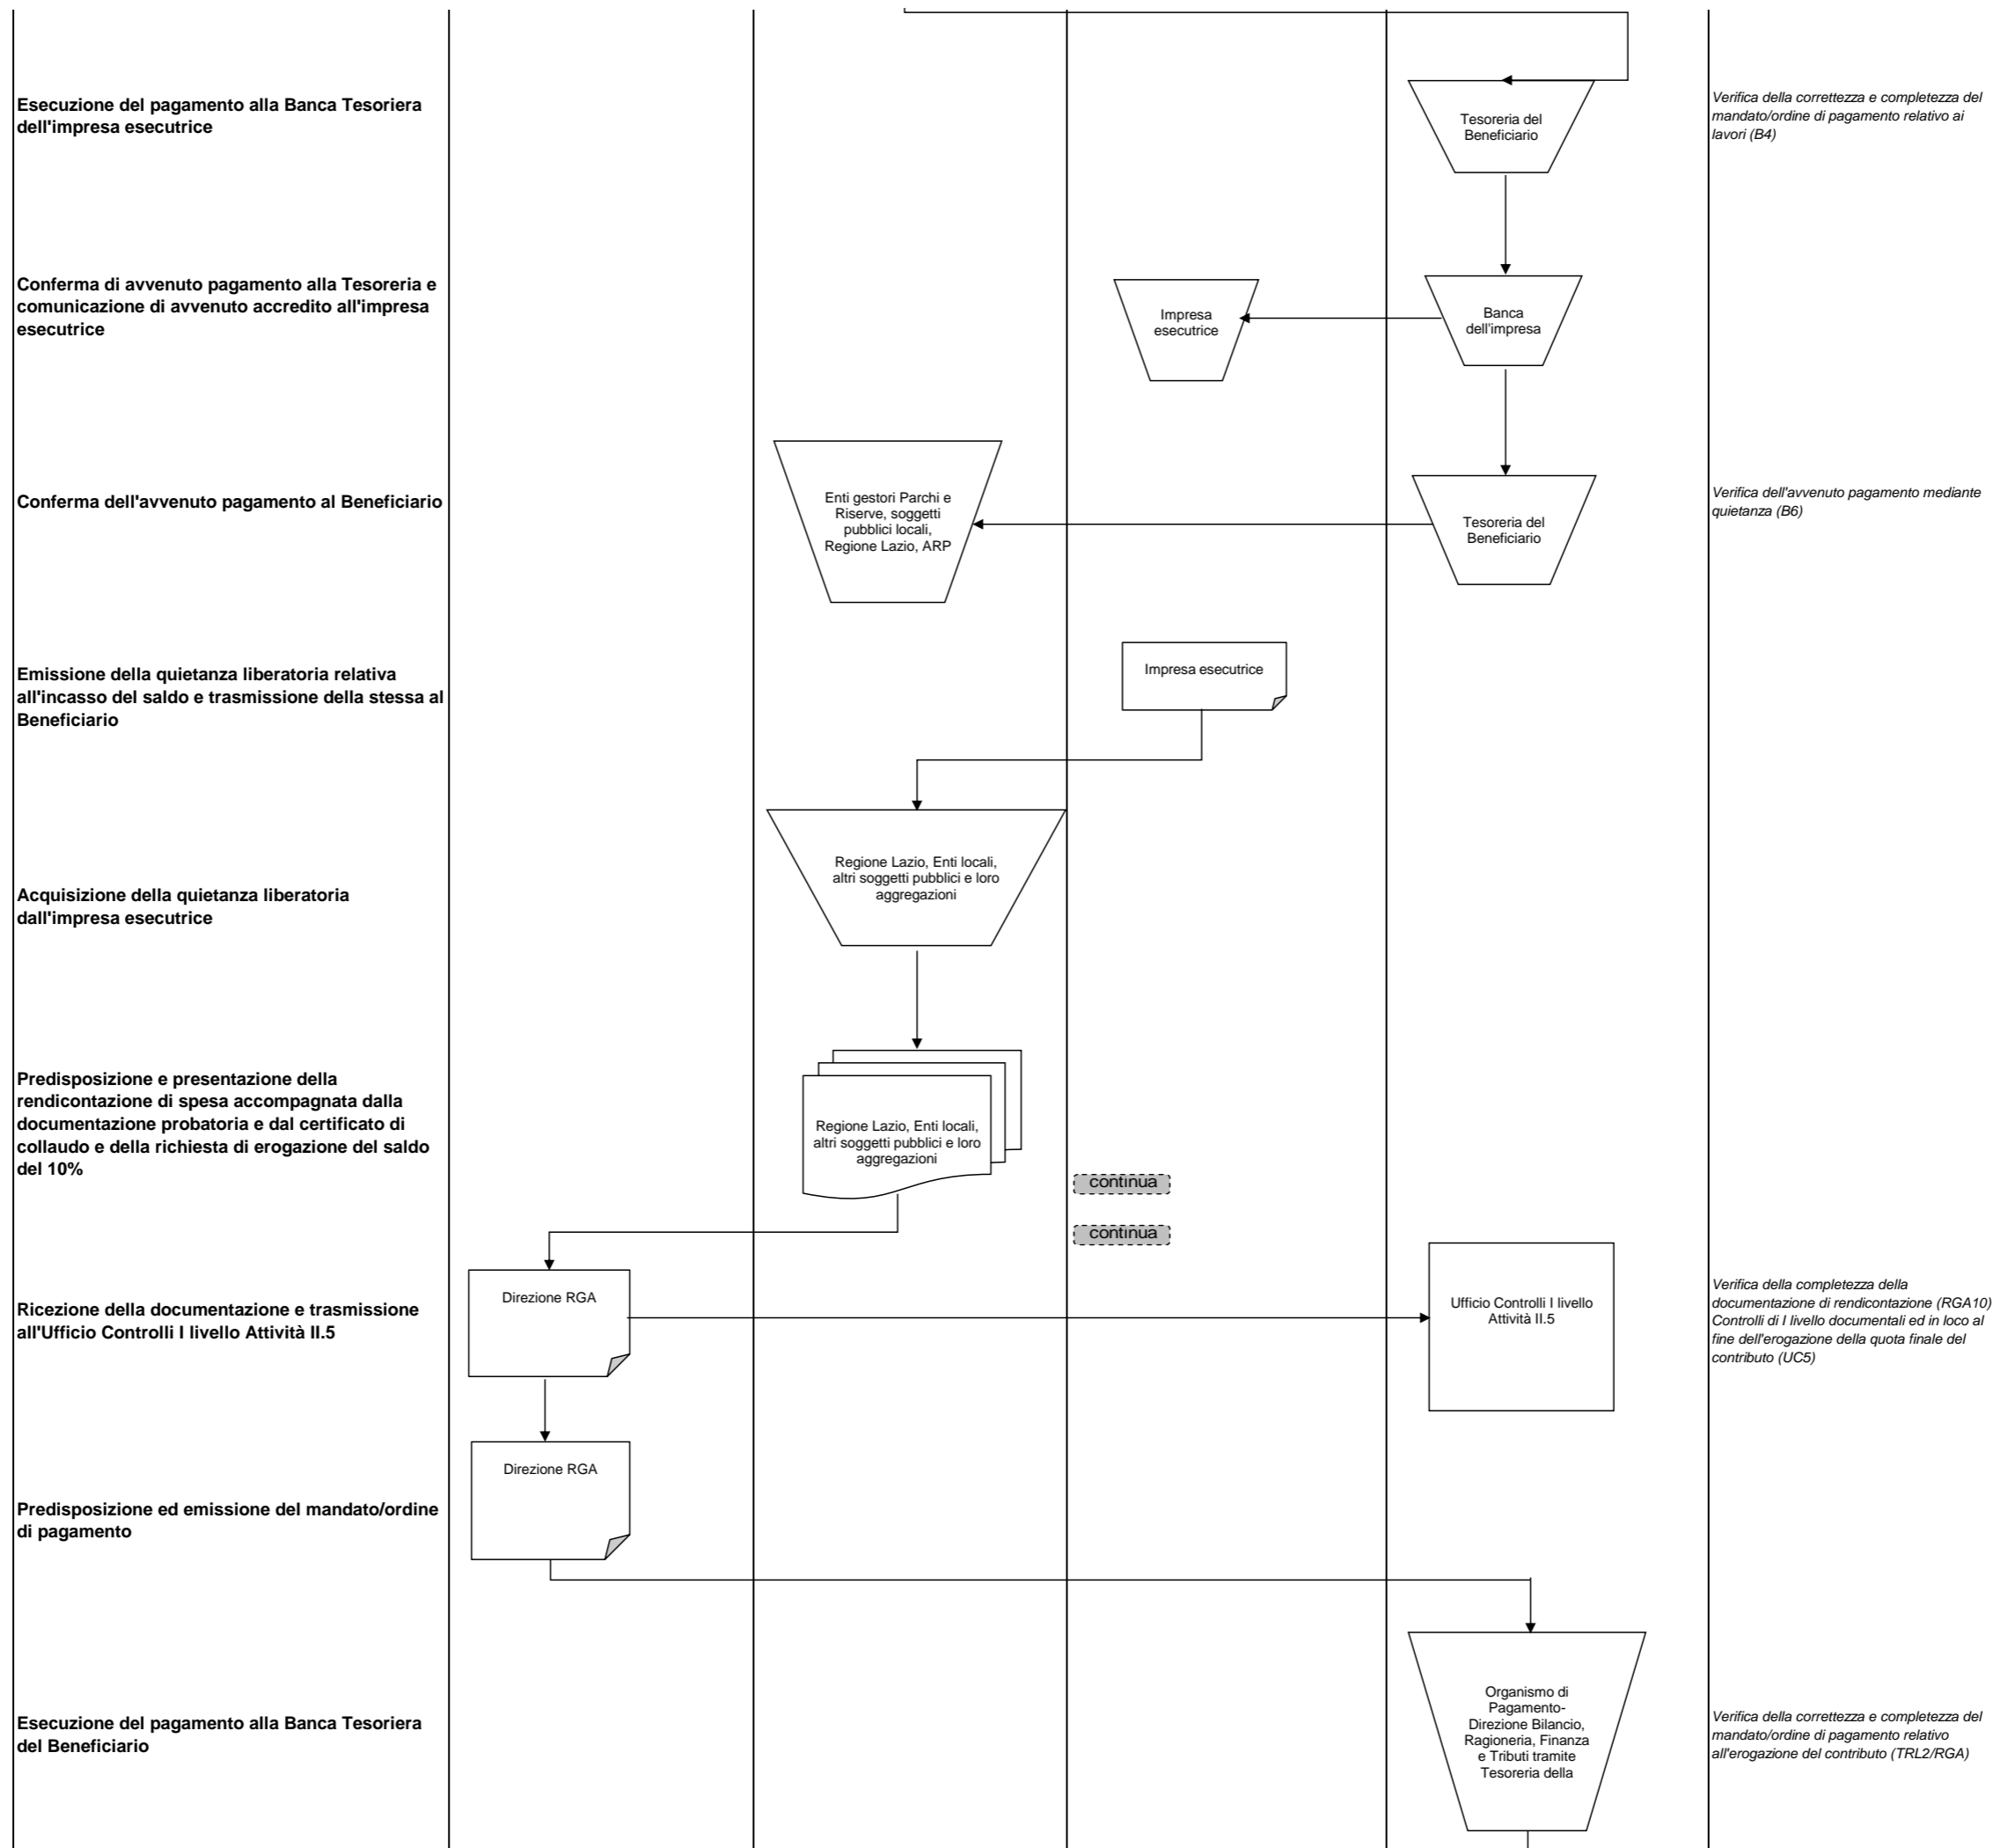 Esecuzione del pagamento alla Banca Tesoriera
dell'impresa esecutrice
Tesoreria del
Beneficiario
Verifica della correttezza e completezza del
mandato/ordine di pagamento relativo ai
lavori (B4)
Conferma di avvenuto pagamento alla Tesoreria e
comunicazione di avvenuto accredito all'impresa
esecutrice
Impresa
esecutrice
Banca
dell'impresa
Conferma dell'avvenuto pagamento al Beneficiario
Enti gestori Parchi e
Riserve, soggetti
pubblici locali,
Regione Lazio, ARP
Tesoreria del
Beneficiario
Verifica dell'avvenuto pagamento mediante
quietanza (B6)
Emissione della quietanza liberatoria relativa
all'incasso del saldo e trasmissione della stessa al
Beneficiario
Impresa esecutrice
Acquisizione della quietanza liberatoria
dall'impresa esecutrice
Regione Lazio, Enti locali,
altri soggetti pubblici e loro
aggregazioni
Predisposizione e presentazione della
rendicontazione di spesa accompagnata dalla
documentazione probatoria e dal certificato di
collaudo e della richiesta di erogazione del saldo
del 10%
Regione Lazio, Enti locali,
altri soggetti pubblici e loro
aggregazioni
continua
continua
Ricezione della documentazione e trasmissione
all'Ufficio Controlli I livello Attività II.5
Direzione RGA
Ufficio Controlli I livello
Attività II.5
Verifica della completezza della
documentazione di rendicontazione (RGA10)
Controlli di I livello documentali ed in loco al
fine dell'erogazione della quota finale del
contributo (UC5)
Predisposizione ed emissione del mandato/ordine
di pagamento
Direzione RGA
Esecuzione del pagamento alla Banca Tesoriera
del Beneficiario
Organismo di
Pagamento-
Direzione Bilancio,
Ragioneria, Finanza
e Tributi tramite
Tesoreria della
Verifica della correttezza e completezza del
mandato/ordine di pagamento relativo
all'erogazione del contributo (TRL2/RGA)